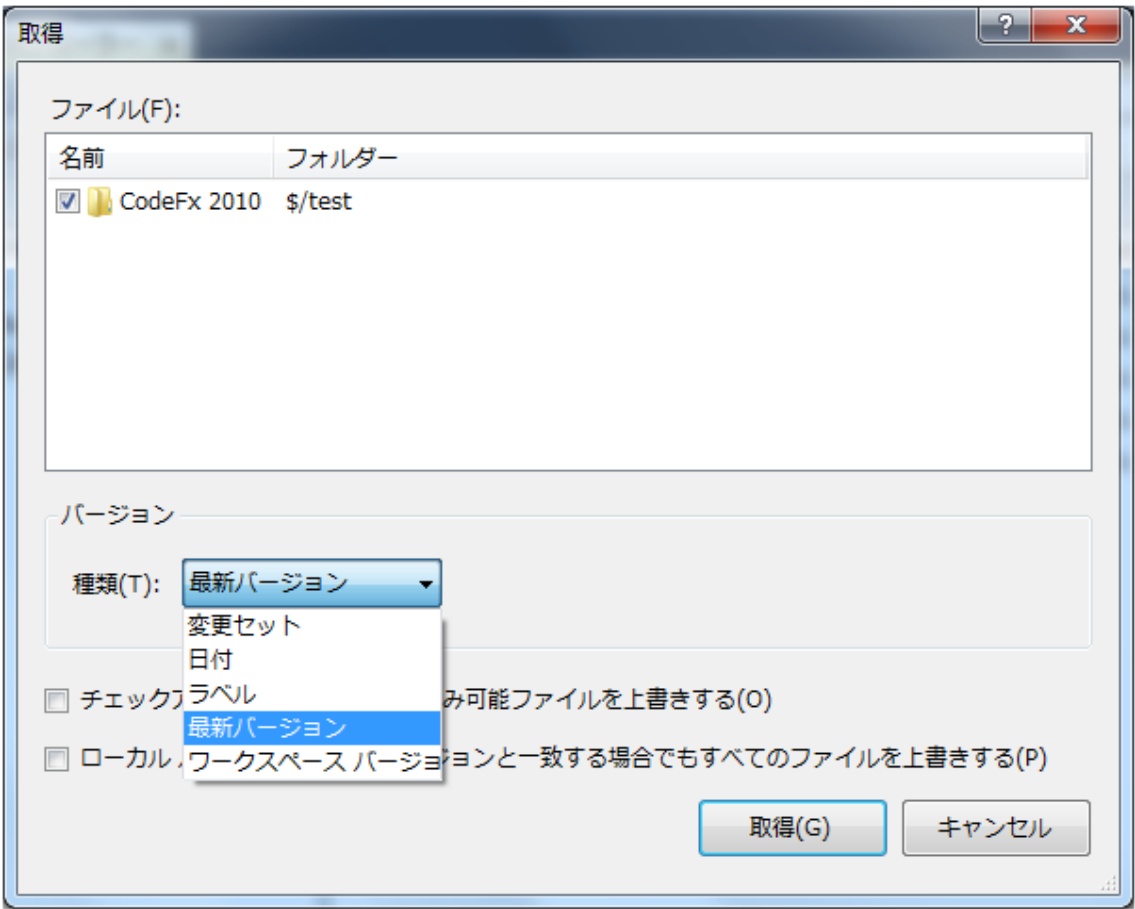 取得
ファイル(F):
名前 フォルダー
CodeFx 2010 $/test
バージョン
種類(T): 最新バージョン
変更セット
日付
ラベル
最新バージョン
ワークスペース バージョ
チェックア み可能ファイルを上書きする(O)
ローカル ジョンと一致する場合でもすべてのファイルを上書きする(P)
取得(G) キャンセル